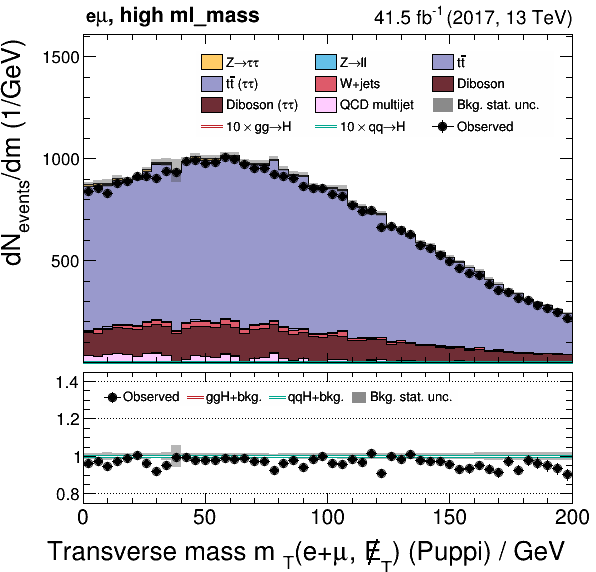 eμ, high ml_mass
41.5 fb⁻¹ (2017, 13 TeV)
dN_events/dm (1/GeV)
Z→ττ Z→ll tt̄
tt̄ (ττ) W+jets Diboson
Diboson (ττ) QCD multijet Bkg. stat. unc.
10 × gg→H 10 × qq→H Observed
1500
1000
500
Observed ggH+bkg. qqH+bkg. Bkg. stat. unc.
1.4
1.2
1
0.8
0 50 100 150 200
Transverse mass m_T(e+μ, E̸_T) (Puppi) / GeV